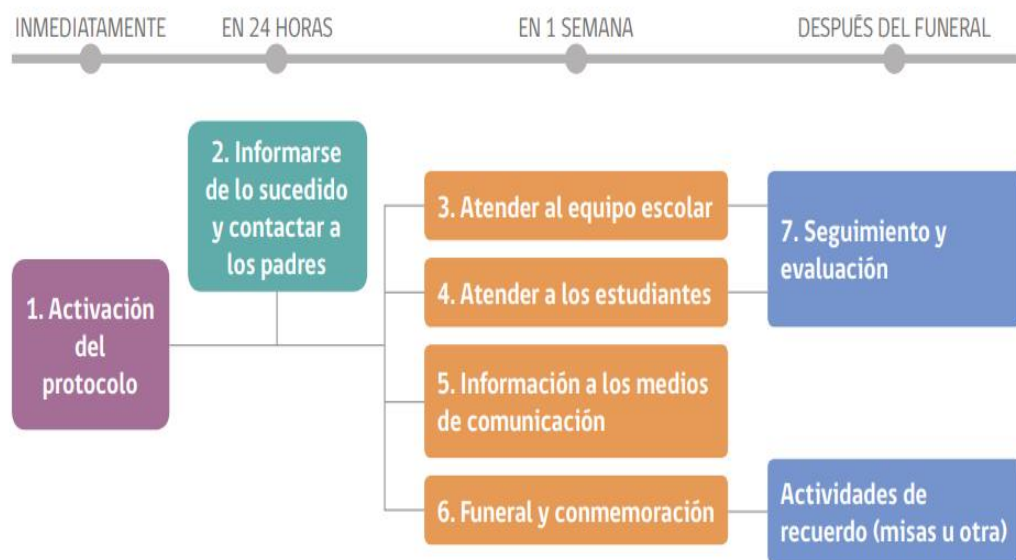 INMEDIATAMENTE
EN 24 HORAS
EN 1 SEMANA
DESPUÉS DEL FUNERAL
1. Activación
del
protocolo
2. Informarse
de lo sucedido
y contactar a
los padres
3. Atender al equipo escolar
4. Atender a los estudiantes
5. Información a los medios
de comunicación
6. Funeral y conmemoración
7. Seguimiento y
evaluación
Actividades de
recuerdo (misas u otra)